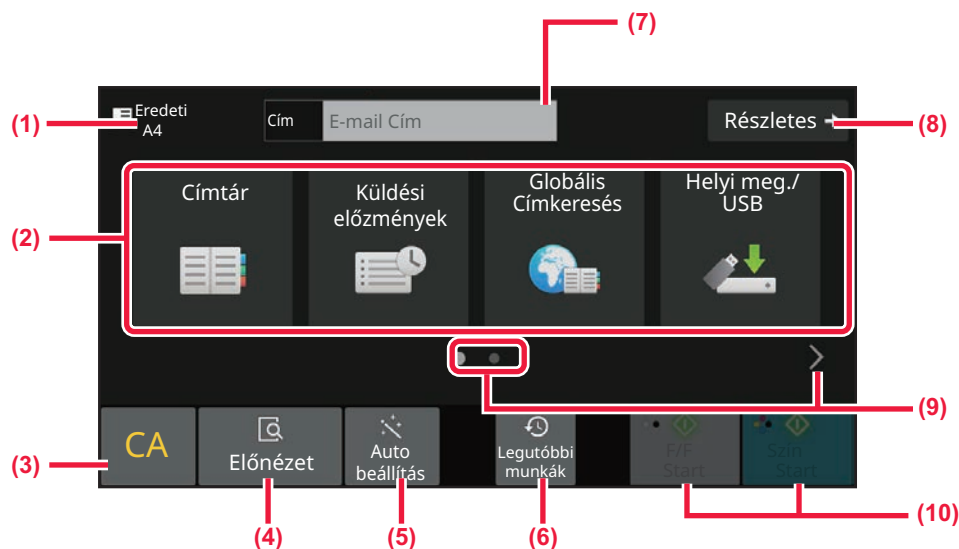 (7)
(1)
Eredeti
A4
Cím
E-mail Cím
Részletes
(8)
(2)
Címtár
Küldési
előzmények
Globális
Címkeresés
Helyi meg./
USB
(9)
(3)
CA
Előnézet
Auto
beállítás
Legutóbbi
munkák
F/F
Start
Szín
Start
(4)
(5)
(6)
(10)